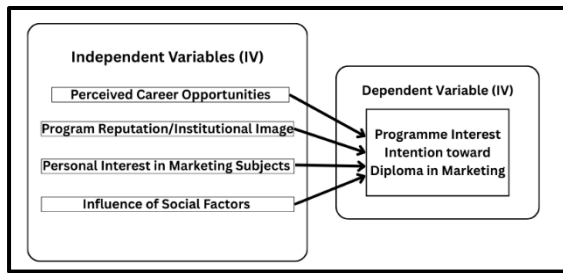 Independent Variables (IV)
Perceived Career Opportunities
Program Reputation/Institutional Image
Personal Interest in Marketing Subjects
Influence of Social Factors
Dependent Variable (IV)
Programme Interest
Intention toward
Diploma in Marketing